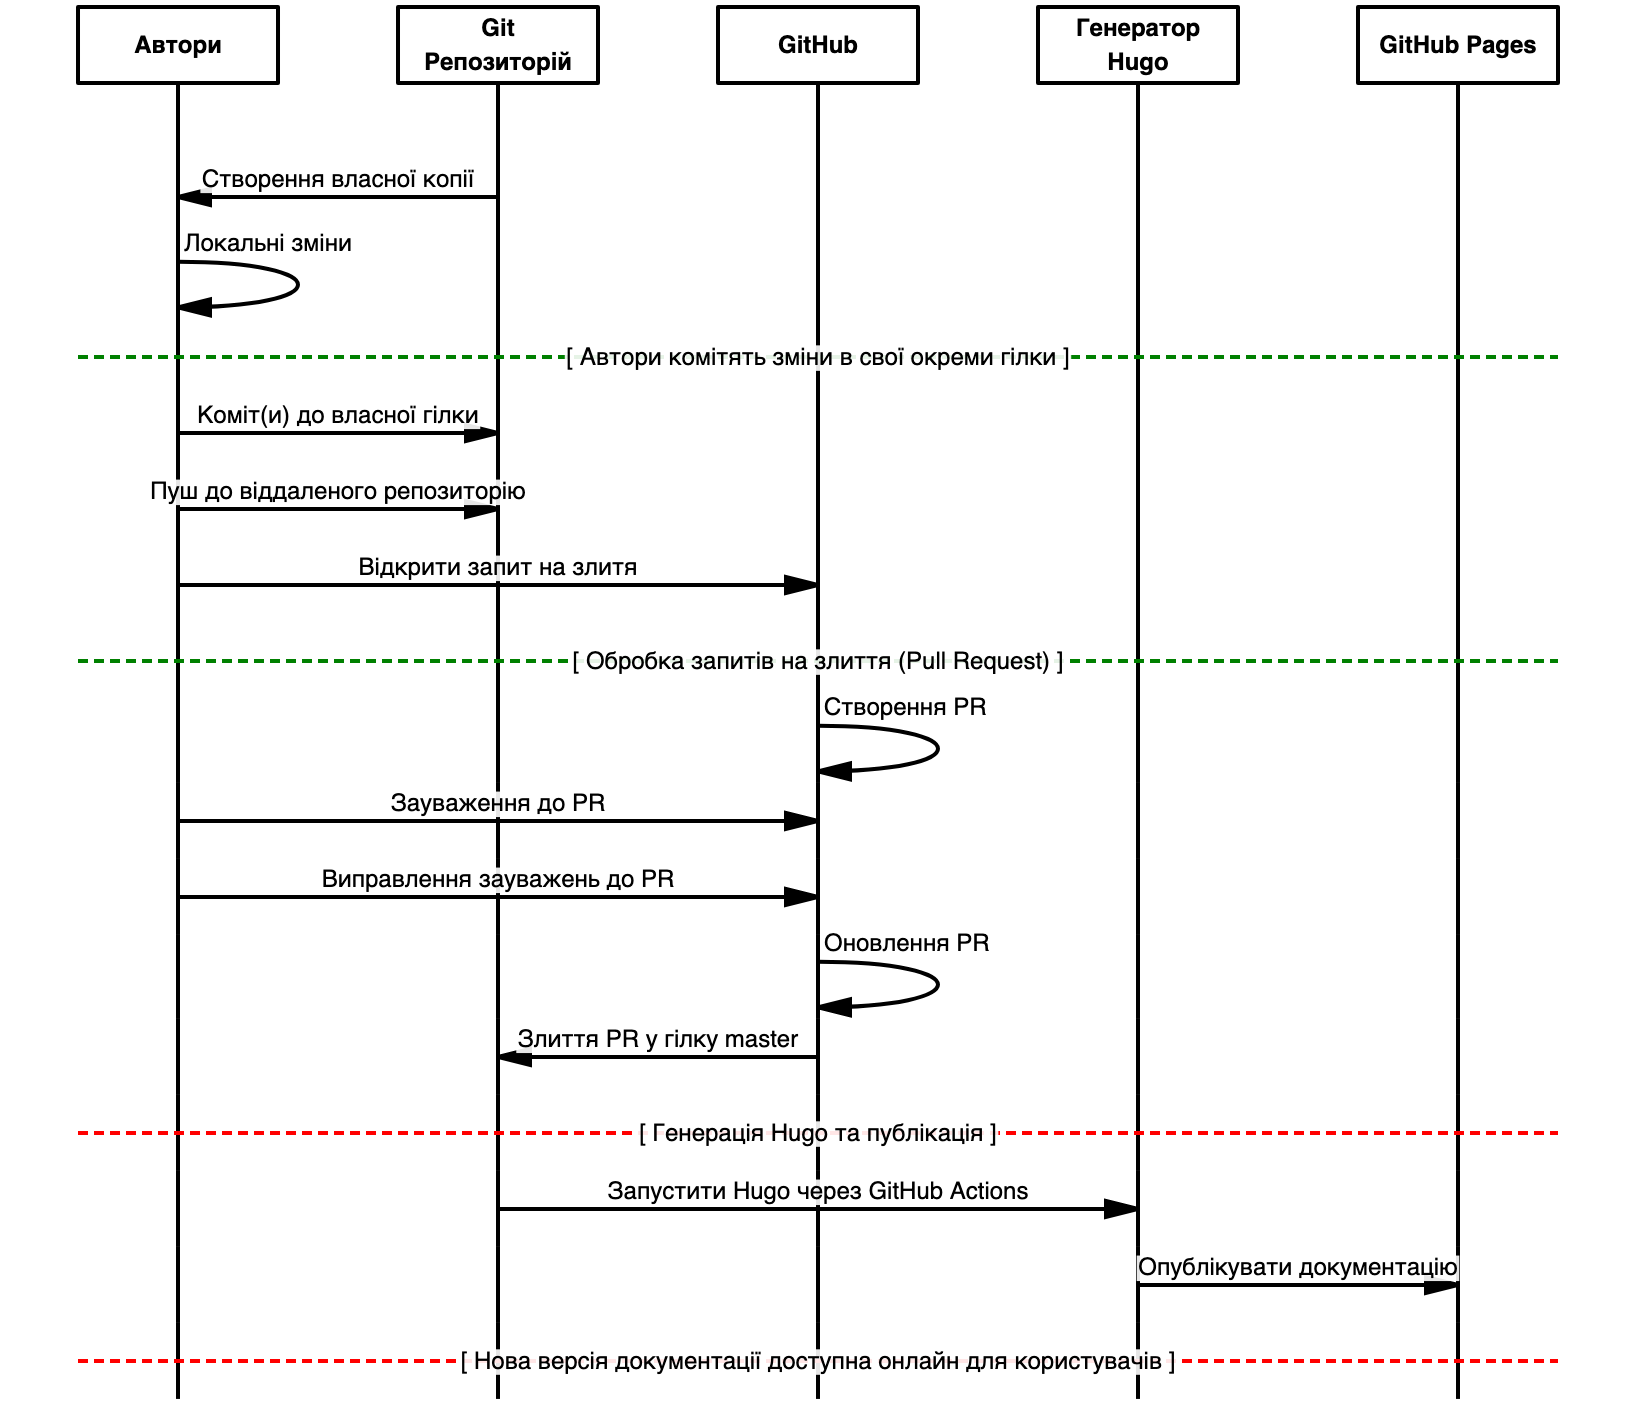 Автори
Git
Репозиторій
GitHub
Генератор
Hugo
GitHub Pages
Створення власної копії
Локальні зміни
[ Автори комітять зміни в свої окреми гілки ]
Коміт(и) до власної гілки
Пуш до віддаленого репозиторію
Відкрити запит на злитя
[ Обробка запитів на злиття (Pull Request) ]
Створення PR
Зауваження до PR
Виправлення зауважень до PR
Оновлення PR
Злиття PR у гілку master
[ Генерація Hugo та публікація ]
Запустити Hugo через GitHub Actions
Опублікувати документацію
[ Нова версія документації доступна онлайн для користувачів ]